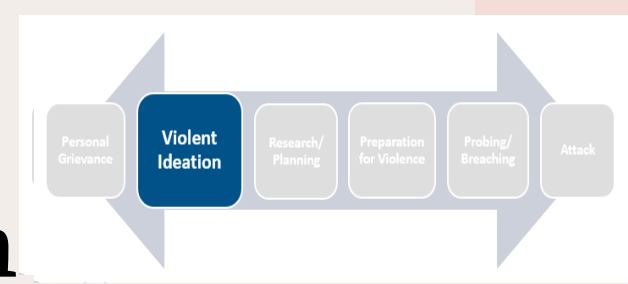 Personal
Grievance
Violent
Ideation
Research/
Planning
Preparation
for Violence
Probing/
Breaching
Attack